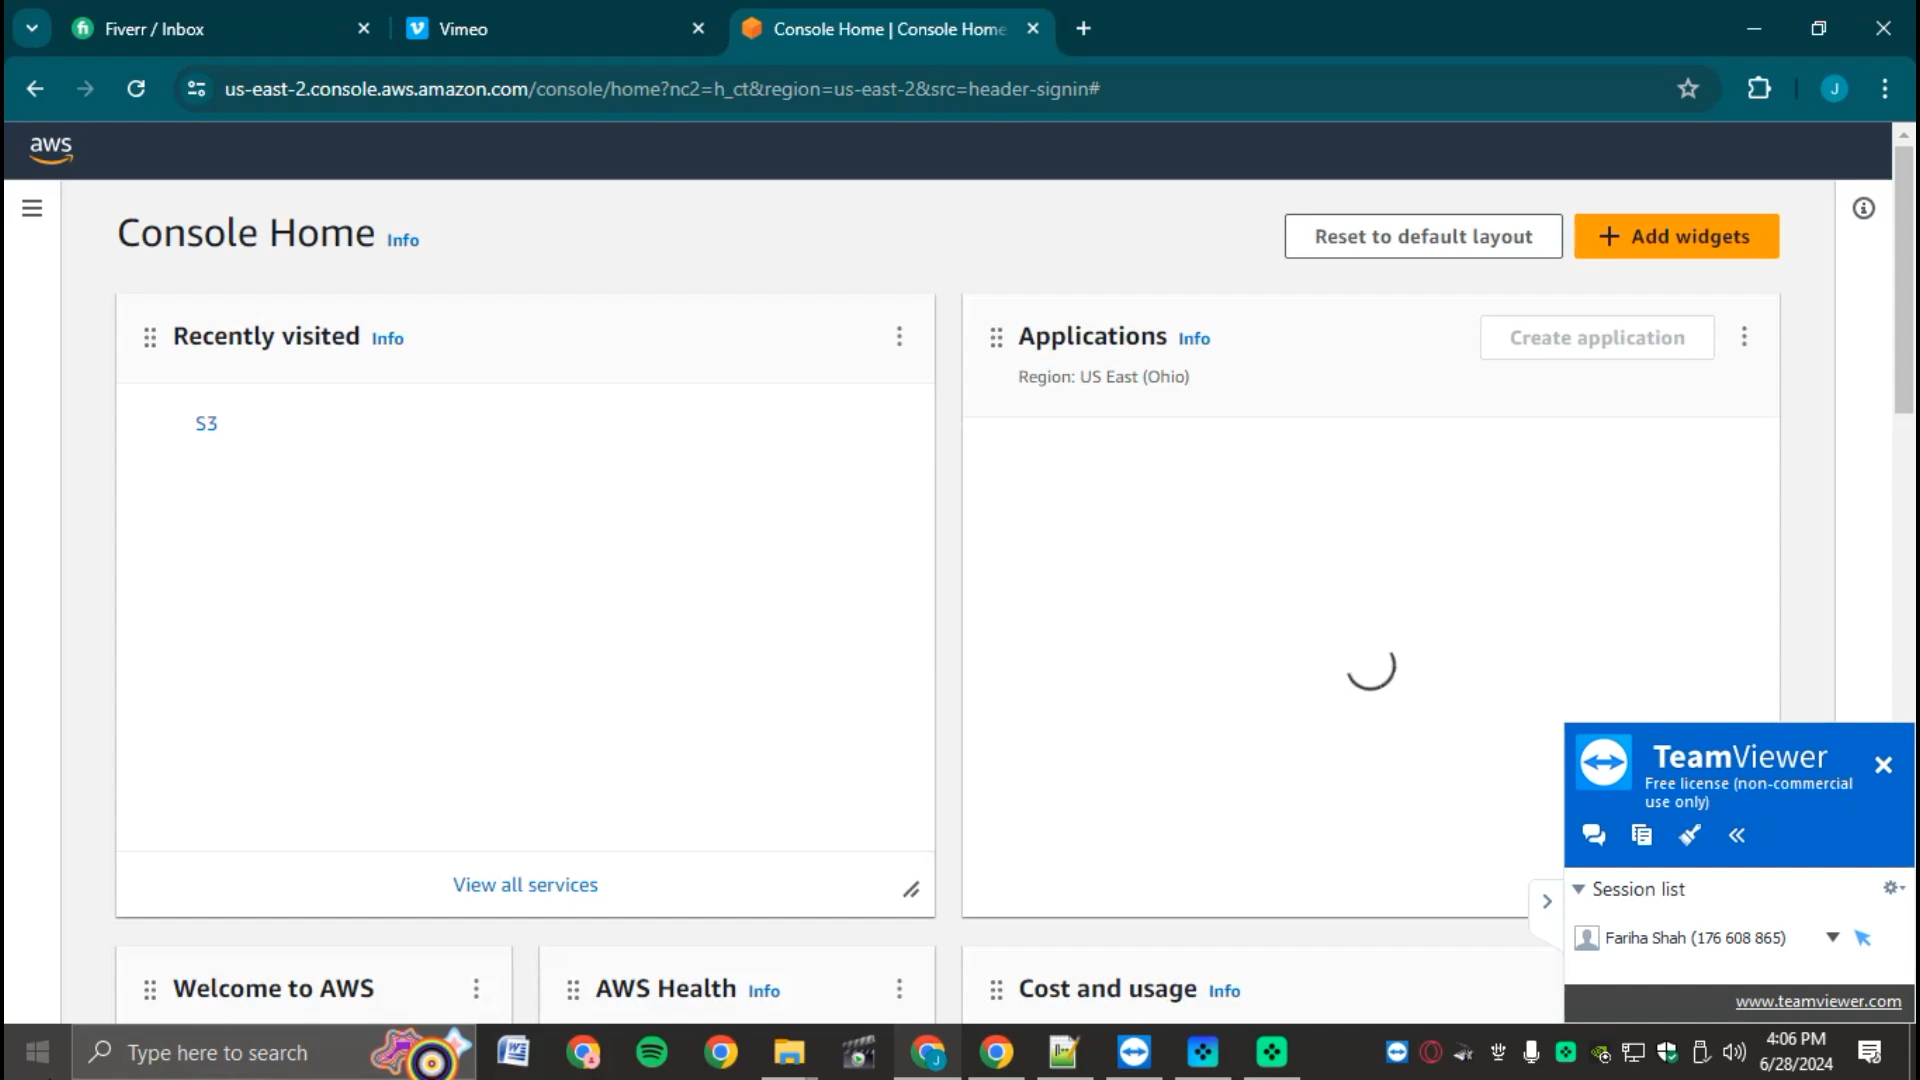 Fiverr / Inbox
Vimeo
Console Home | Console Home
us-east-2.console.aws.amazon.com/console/home?nc2=h_ct&region=us-east-2&src=header-signin#
J
aws
Console Home Info
Reset to default layout
+ Add widgets
Recently visited Info
S3
View all services
Applications Info
Create application
Region: US East (Ohio)
TeamViewer
Free license (non-commercial
use only)
Session list
Fariha Shah (176 608 865)
www.teamviewer.com
Welcome to AWS
AWS Health Info
Cost and usage Info
Type here to search
4:06 PM
6/28/2024